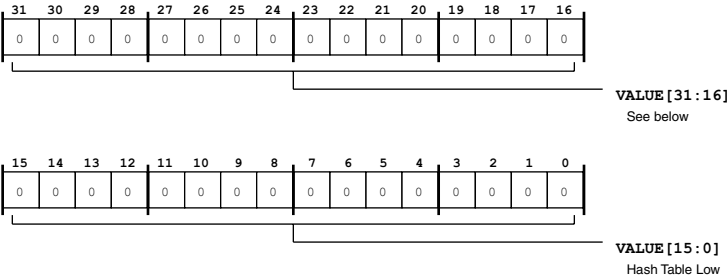 31 30 29 28 27 26 25 24 23 22 21 20 19 18 17 16
0 0 0 0 0 0 0 0 0 0 0 0 0 0 0 0
VALUE[31:16]
See below
15 14 13 12 11 10 9 8 7 6 5 4 3 2 1 0
0 0 0 0 0 0 0 0 0 0 0 0 0 0 0 0
VALUE[15:0]
Hash Table Low